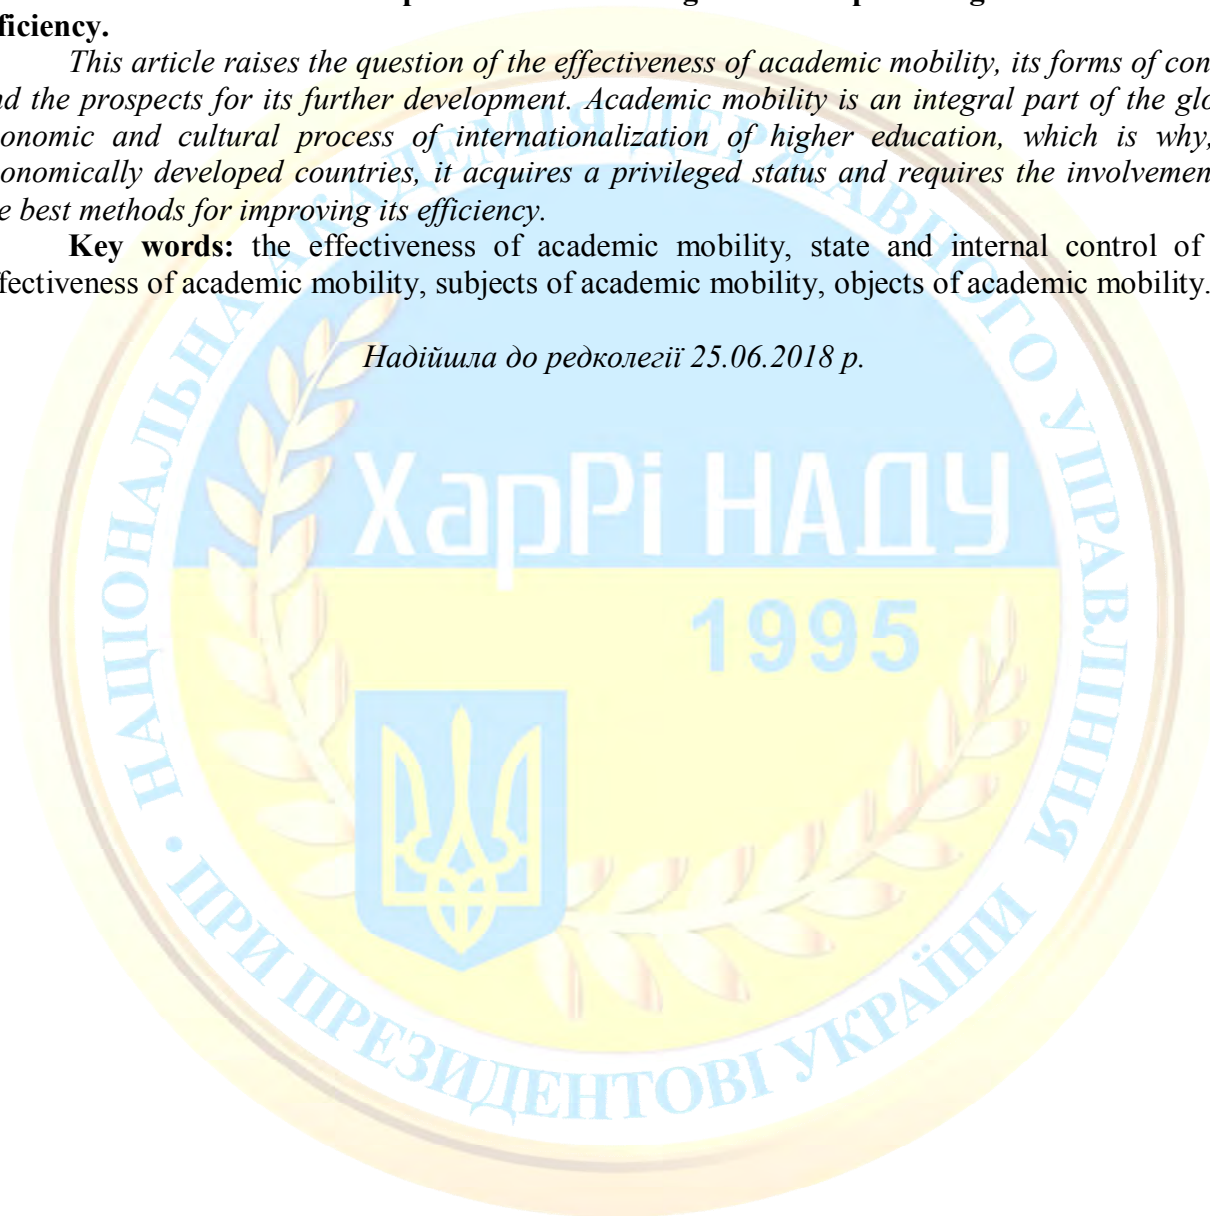 ficiency.
This article raises the question of the effectiveness of academic mobility, its forms of con
d the prospects for its further development. Academic mobility is an integral part of the glo
onomic and cultural process of internationalization of higher education, which is why,
onomically developed countries, it acquires a privileged status and requires the involvemen
e best methods for improving its efficiency.
Key words: the effectiveness of academic mobility, state and internal control of
fectiveness of academic mobility, subjects of academic mobility, objects of academic mobility.
Надійшла до редколегії 25.06.2018 р.
НАЦІОНАЛЬНА АКАДЕМІЯ ДЕРЖАВНОГО УПРАВЛІННЯ
ХарРі НАДУ
1995
• ПРИ ПРЕЗИДЕНТОВІ УКРАЇНИ